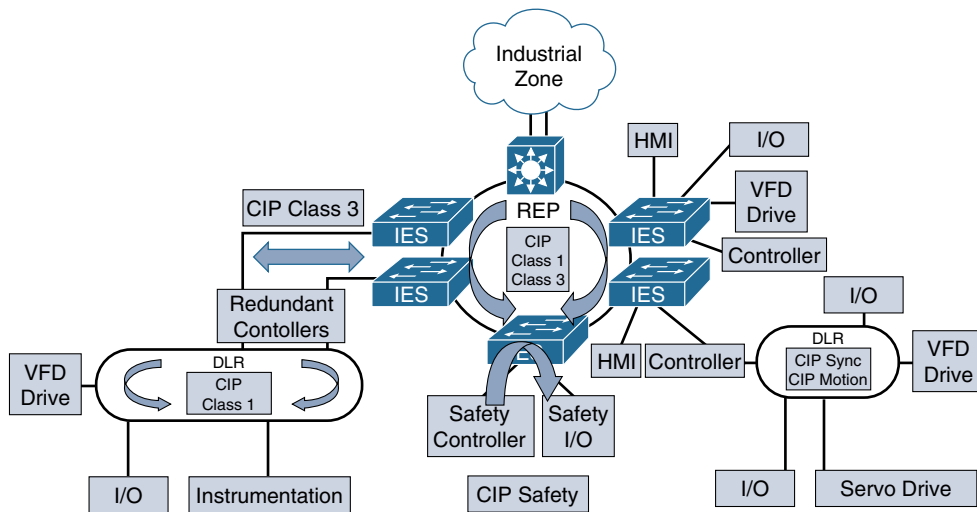 Industrial
Zone
HMI
I/O
VFD
Drive
Controller
CIP Class 3
IES
REP
IES
CIP
Class 1
Class 3
IES
IES
Redundant
Contollers
I/O
DLR
CIP
Class 1
VFD
Drive
HMI
Controller
DLR
CIP Sync
CIP Motion
VFD
Drive
Safety
Controller
Safety
I/O
I/O
Instrumentation
CIP Safety
I/O
Servo Drive